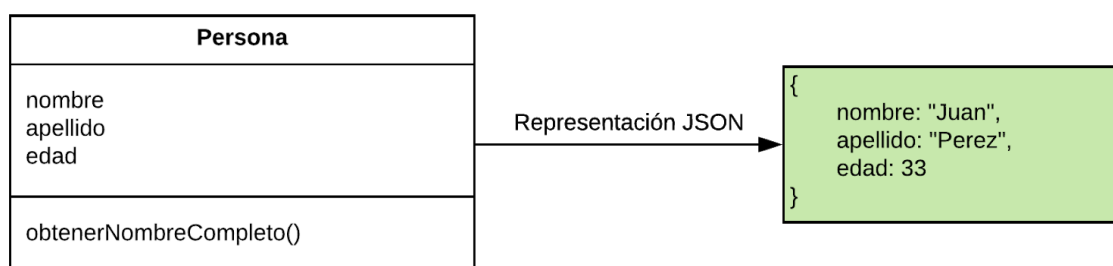 Persona
nombre
apellido
edad
obtenerNombreCompleto()
Representación JSON
{
nombre: "Juan",
apellido: "Perez",
edad: 33
}